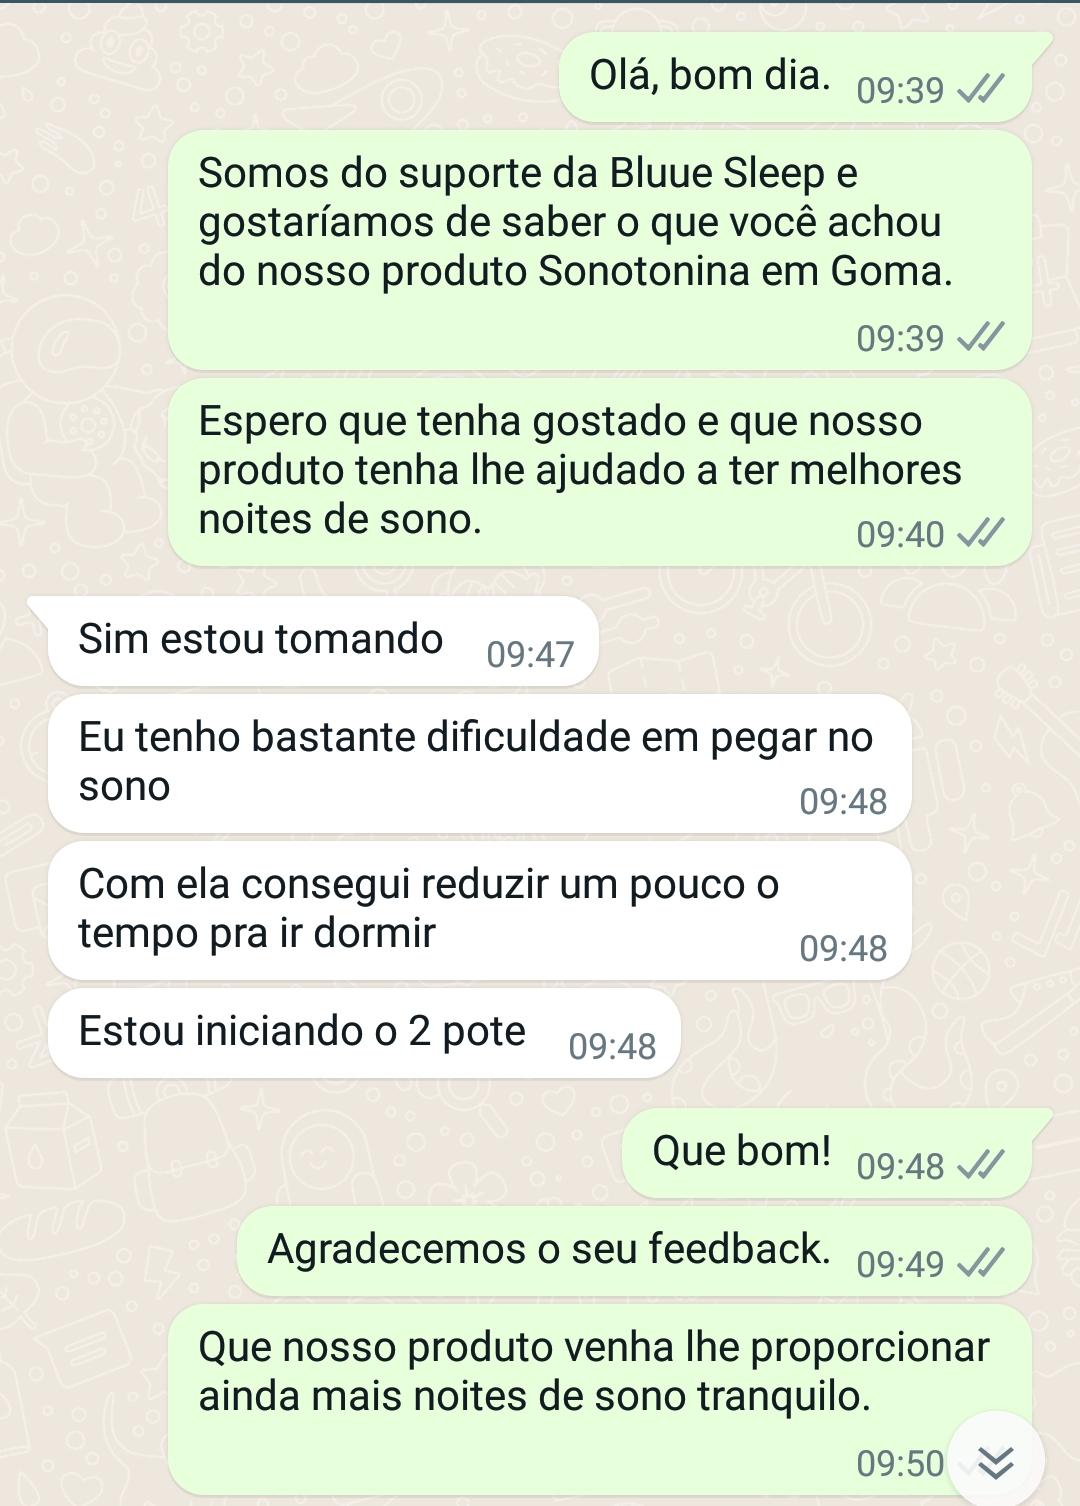 Olá, bom dia. 09:39
Somos do suporte da Bluue Sleep e
gostaríamos de saber o que você achou
do nosso produto Sonotonina em Goma.
09:39
Espero que tenha gostado e que nosso
produto tenha lhe ajudado a ter melhores
noites de sono. 09:40
Sim estou tomando 09:47
Eu tenho bastante dificuldade em pegar no
sono 09:48
Com ela consegui reduzir um pouco o
tempo pra ir dormir 09:48
Estou iniciando o 2 pote 09:48
Que bom! 09:48
Agradecemos o seu feedback. 09:49
Que nosso produto venha lhe proporcionar
ainda mais noites de sono tranquilo.
09:50